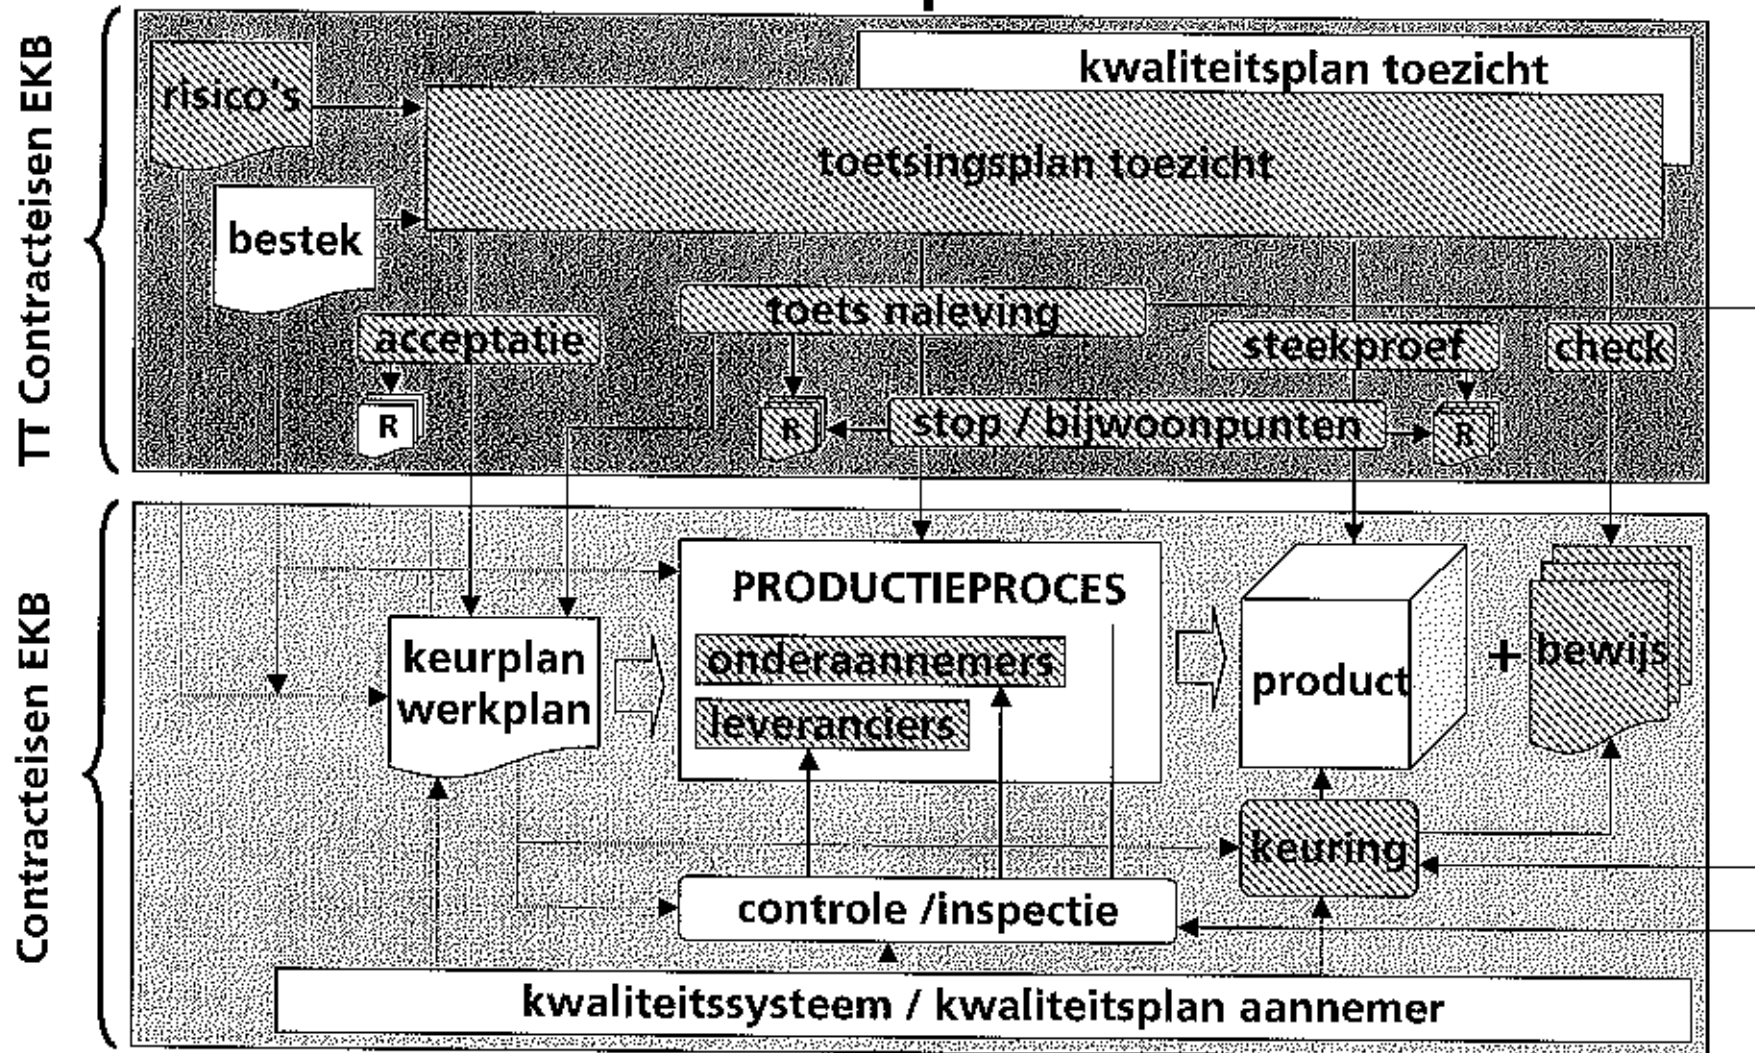 TT Contracteisen EKB
kwaliteitsplan toezicht
risico's
toetsingsplan toezicht
bestek
toets naleving
acceptatie
steekproef
check
R
R
stop / bijwoonpunten
R
Contracteisen EKB
PRODUCTIEPROCES
keurplan
werkplan
onderaannemers
leveranciers
product
+
bewijs
keuring
controle /inspectie
kwaliteitssysteem / kwaliteitsplan aannemer